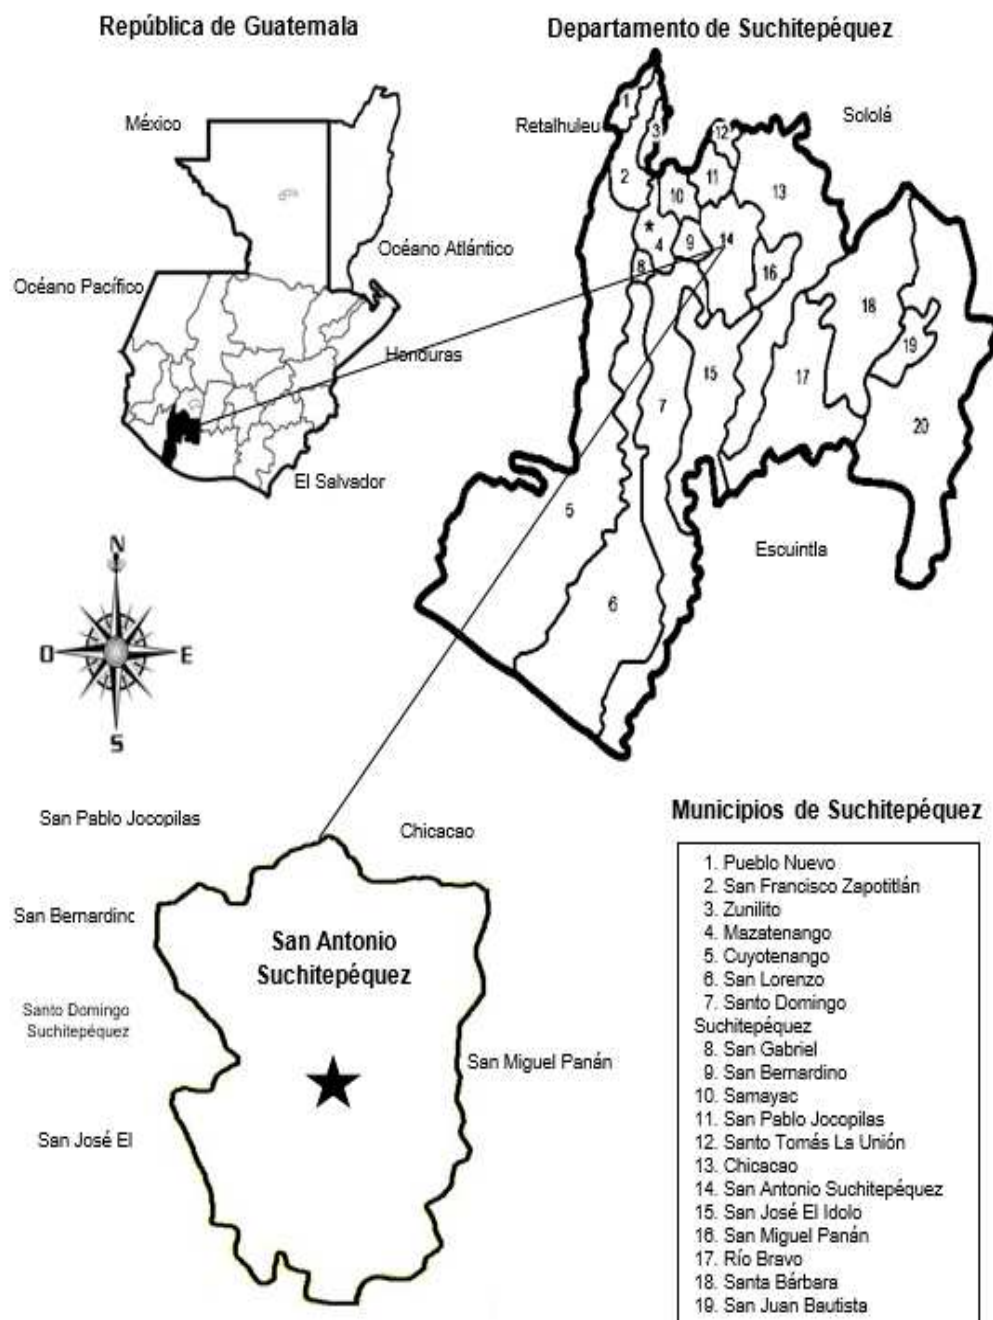 República de Guatemala
México
Océano Atlántico
Océano Pacífico
Honduras
El Salvador
Departamento de Suchitepéquez
Retalhuleu
Sololá
1
3
12
2
10
11
13
4
9
14
8
16
18
19
15
17
7
20
5
6
Escuintla
N
O
E
S
San Pablo Jocopilas
Chicacao
San Bernardino
San Antonio
Suchitepéquez
Santo Domingo
Suchitepéquez
San Miguel Panán
San José El
Municipios de Suchitepéquez
1. Pueblo Nuevo
2. San Francisco Zapotitlán
3. Zunilito
4. Mazatenango
5. Cuyotenango
6. San Lorenzo
7. Santo Domingo
Suchitepéquez
8. San Gabriel
9. San Bernardino
10. Samayac
11. San Pablo Jocopilas
12. Santo Tomás La Unión
13. Chicacao
14. San Antonio Suchitepéquez
15. San José El Idolo
16. San Miguel Panán
17. Río Bravo
18. Santa Bárbara
19. San Juan Bautista